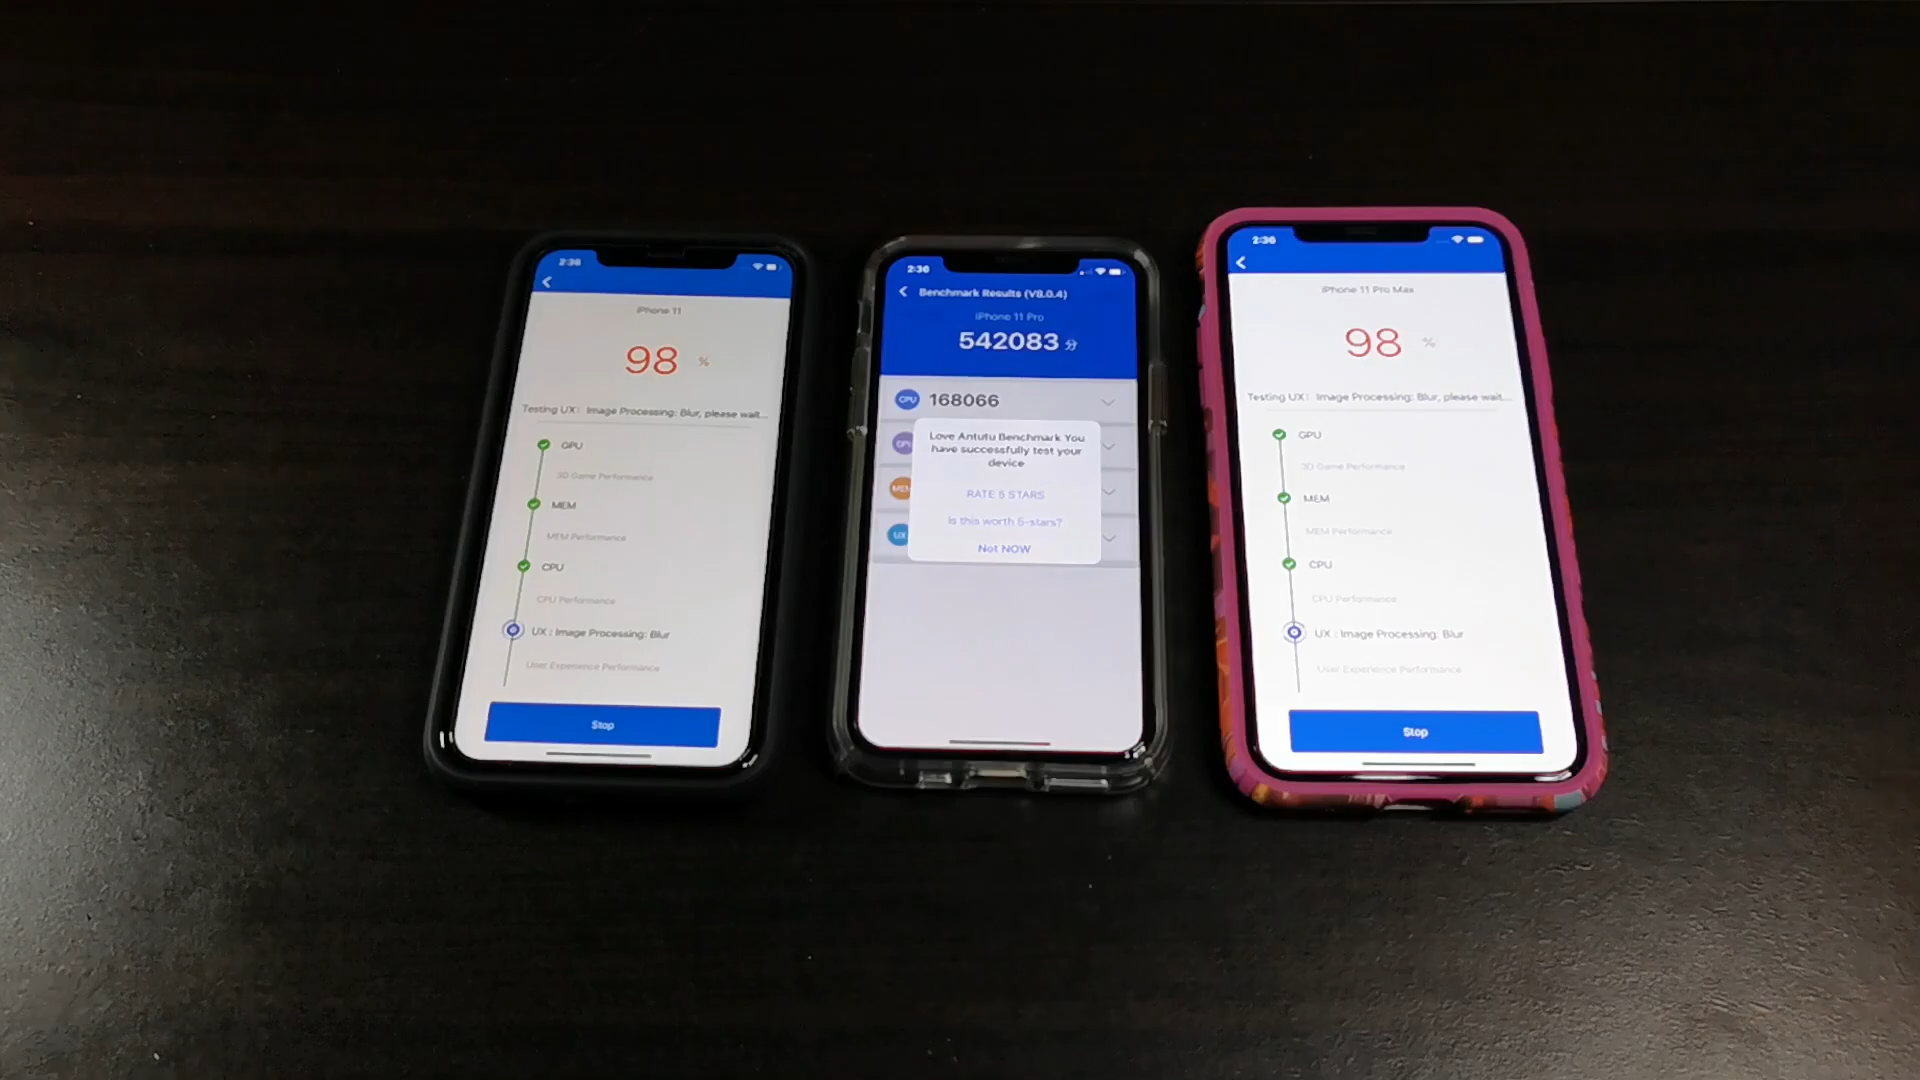 2:36
iPhone 11
98 %
Testing UX: Image Processing: Blur, please wait...
GPU
3D Game Performance
MEM
MEM Performance
CPU
CPU Performance
UX : Image Processing: Blur
User Experience Performance
Stop
2:36
Benchmark Results (V8.0.4)
iPhone 11 Pro
542083 分
CPU 168066
MEM
UX
Love Antutu Benchmark You
have successfully test your
device
RATE 5 STARS
Is this worth 5-stars?
Not NOW
2:36
iPhone 11 Pro Max
98 %
Testing UX: Image Processing: Blur, please wait...
GPU
3D Game Performance
MEM
MEM Performance
CPU
CPU Performance
UX : Image Processing: Blur
User Experience Performance
Stop